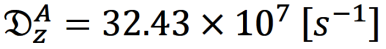 𝔇_z^A = 32.43 × 10^7 [s^{-1}]